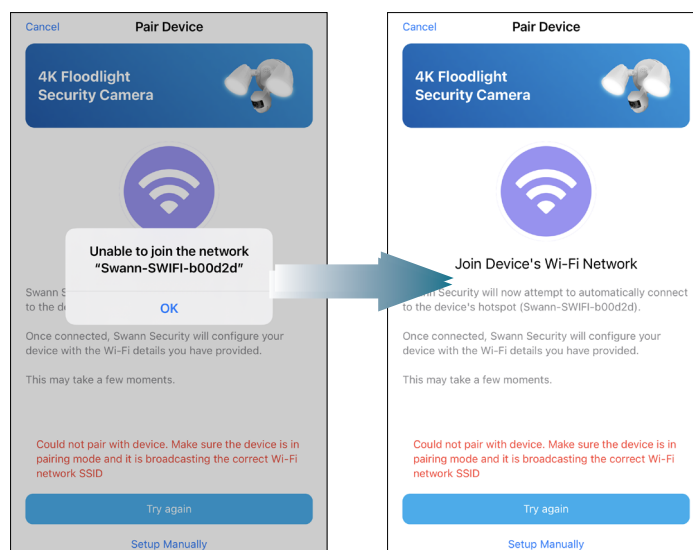 Cancel Pair Device
4K Floodlight
Security Camera
Unable to join the network
“Swann-SWIFI-b00d2d”
OK
Swann S
to the de
Once connected, Swann Security will configure your
device with the Wi-Fi details you have provided.
This may take a few moments.
Could not pair with device. Make sure the device is in
pairing mode and it is broadcasting the correct Wi-Fi
network SSID
Try again
Setup Manually
Cancel Pair Device
4K Floodlight
Security Camera
Join Device's Wi-Fi Network
Security will now attempt to automatically connect
to the device's hotspot (Swann-SWIFI-b00d2d).
Once connected, Swann Security will configure your
device with the Wi-Fi details you have provided.
This may take a few moments.
Could not pair with device. Make sure the device is in
pairing mode and it is broadcasting the correct Wi-Fi
network SSID
Try again
Setup Manually